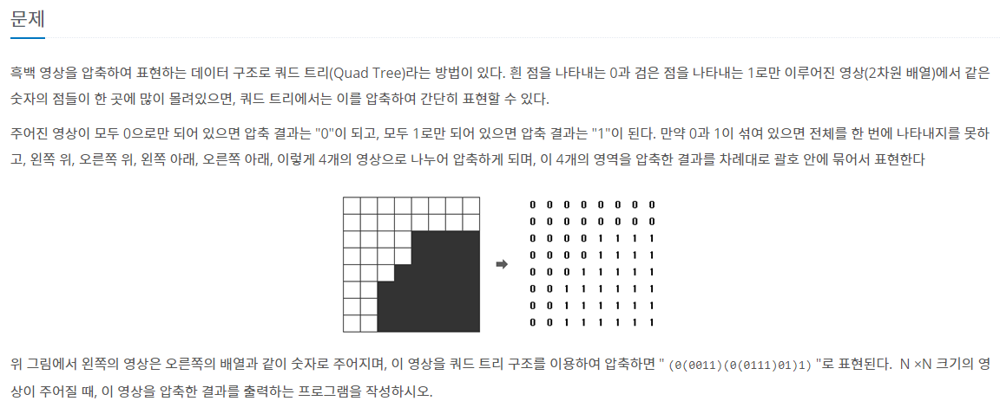 문제
흑백 영상을 압축하여 표현하는 데이터 구조로 쿼드 트리(Quad Tree)라는 방법이 있다. 흰 점을 나타내는 0과 검은 점을 나타내는 1로만 이루어진 영상(2차원 배열)에서 같은
숫자의 점들이 한 곳에 많이 몰려있으면, 쿼드 트리에서는 이를 압축하여 간단히 표현할 수 있다.
주어진 영상이 모두 0으로만 되어 있으면 압축 결과는 "0"이 되고, 모두 1로만 되어 있으면 압축 결과는 "1"이 된다. 만약 0과 1이 섞여 있으면 전체를 한 번에 나타내지를 못하
고, 왼쪽 위, 오른쪽 위, 왼쪽 아래, 오른쪽 아래, 이렇게 4개의 영상으로 나누어 압축하게 되며, 이 4개의 영역을 압축한 결과를 차례대로 괄호 안에 묶어서 표현한다
0 0 0 0 0 0 0 0
0 0 0 0 0 0 0 0
0 0 0 0 1 1 1 1
0 0 0 0 1 1 1 1
0 0 0 1 1 1 1 1
0 0 1 1 1 1 1 1
0 0 1 1 1 1 1 1
0 0 1 1 1 1 1 1
위 그림에서 왼쪽의 영상은 오른쪽의 배열과 같이 숫자로 주어지며, 이 영상을 쿼드 트리 구조를 이용하여 압축하면 " (0(0011)(0(0111)01)1) "로 표현된다. N ×N 크기의 영
상이 주어질 때, 이 영상을 압축한 결과를 출력하는 프로그램을 작성하시오.